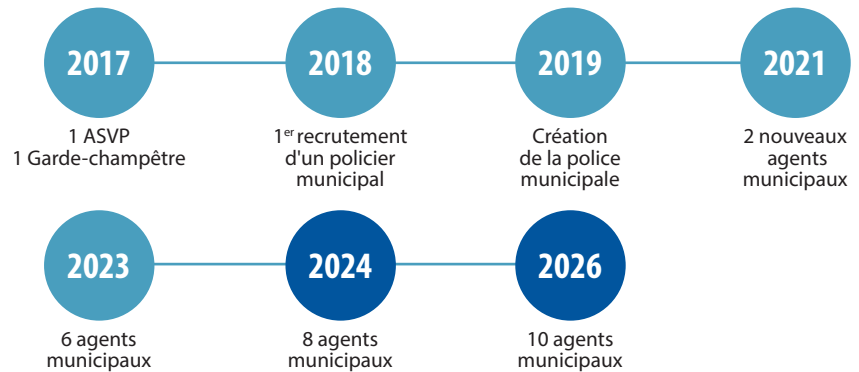 2017
1 ASVP
1 Garde-champêtre
2018
1er recrutement
d'un policier
municipal
2019
Création
de la police
municipale
2021
2 nouveaux
agents
municipaux
2023
6 agents
municipaux
2024
8 agents
municipaux
2026
10 agents
municipaux